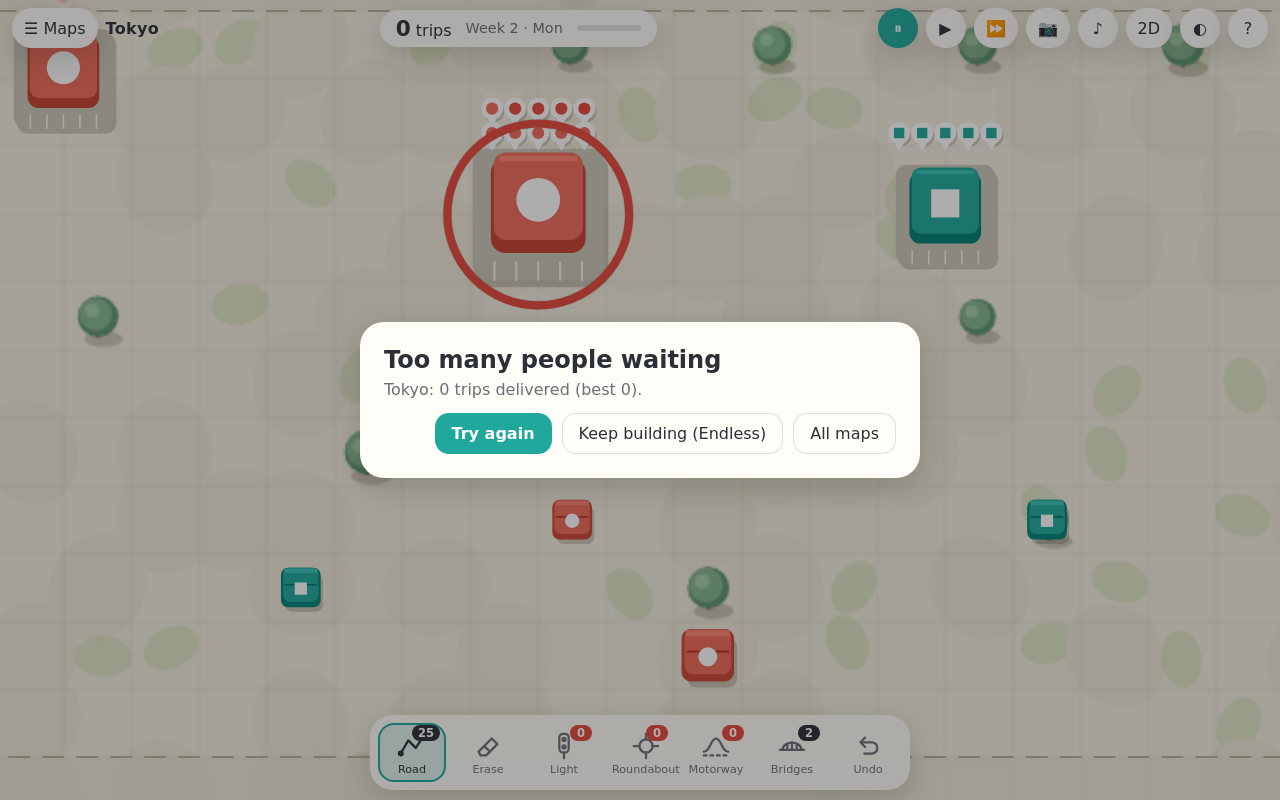 ☰ Maps
Tokyo
0 trips Week 2 · Mon
2D
?
Too many people waiting
Tokyo: 0 trips delivered (best 0).
Try again
Keep building (Endless)
All maps
25
0
0
0
2
Road
Erase
Light
Roundabout
Motorway
Bridges
Undo